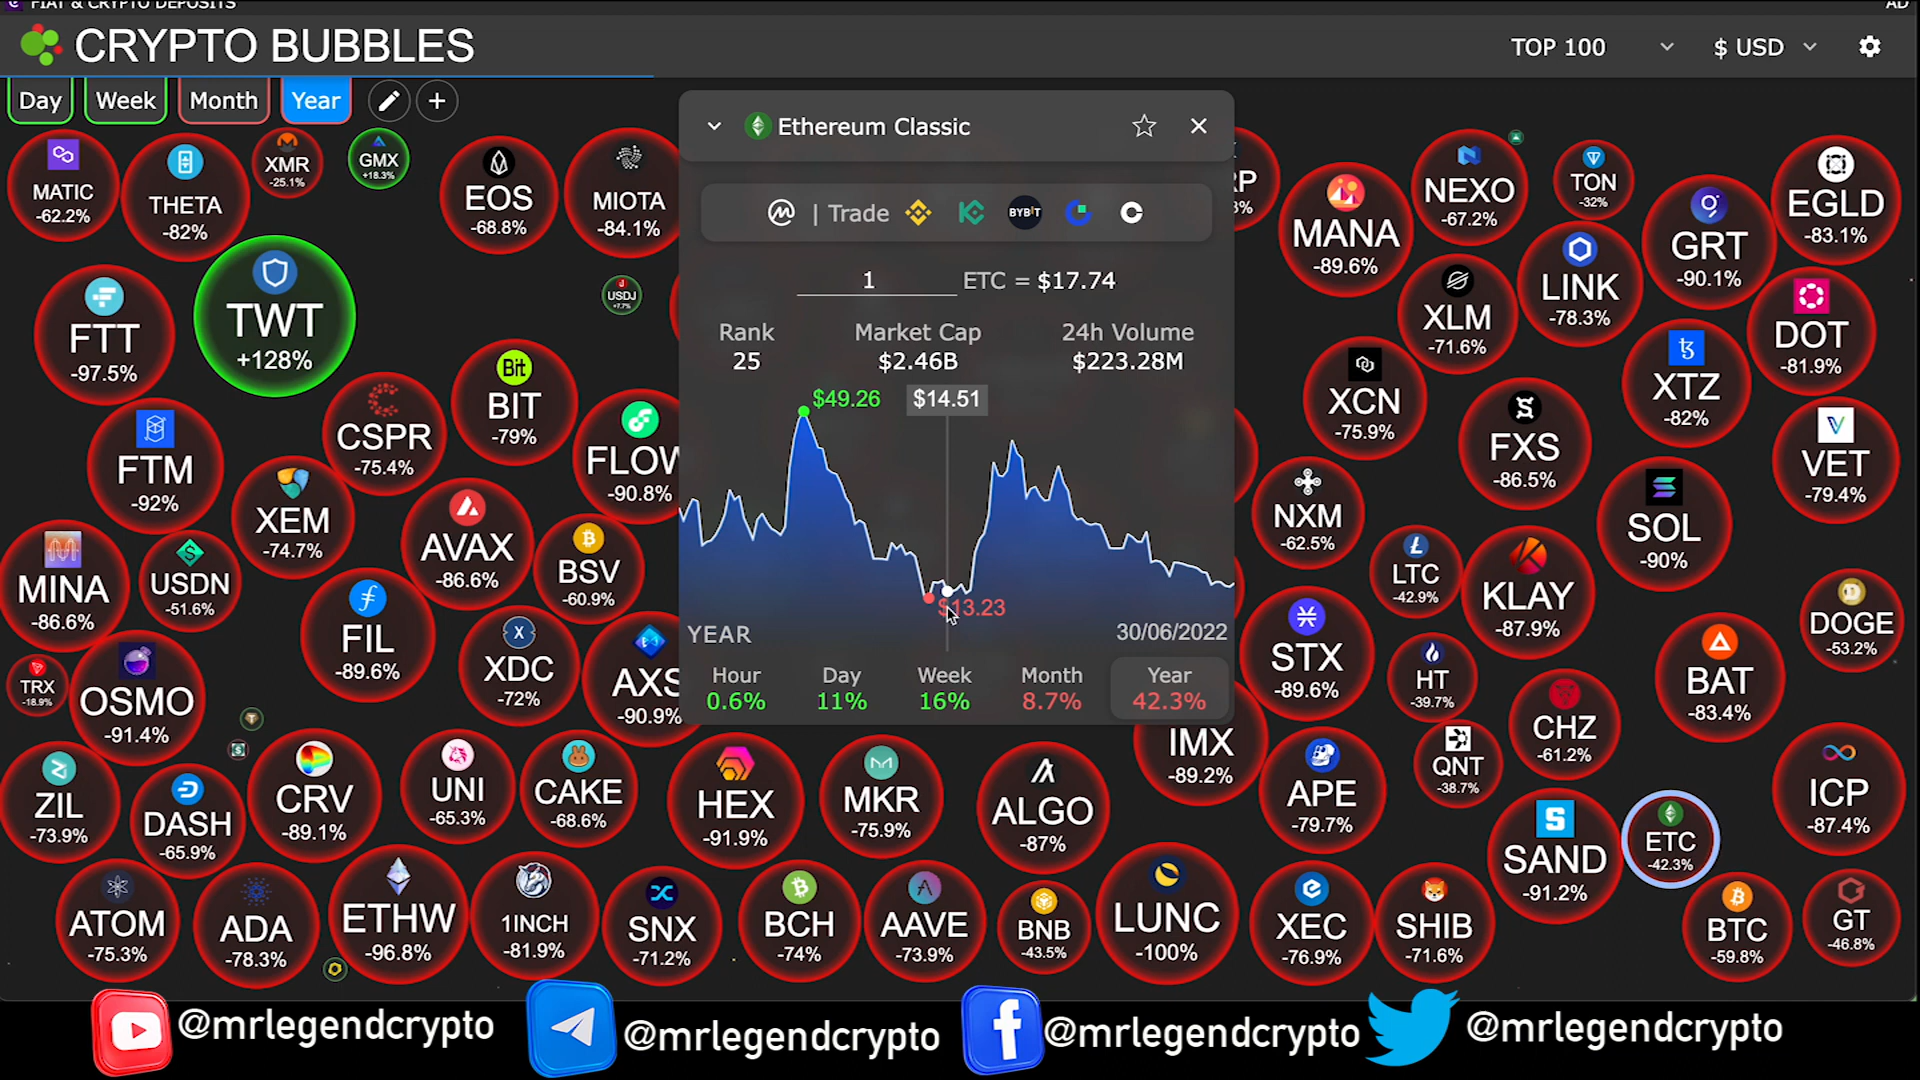 FIAT & CRYPTO DEPOSITS
AD
CRYPTO BUBBLES
TOP 100
$ USD
Day
Week
Month
Year
Ethereum Classic
| Trade
BYBIT
1
ETC = $17.74
Rank
25
Market Cap
$2.46B
24h Volume
$223.28M
$49.26
$14.51
$13.23
YEAR
30/06/2022
Hour
0.6%
Day
11%
Week
16%
Month
8.7%
Year
42.3%
MATIC
-62.2%
THETA
-82%
XMR
-25.1%
GMX
+18.3%
EOS
-68.8%
MIOTA
-84.1%
RP
MANA
-89.6%
NEXO
-67.2%
TON
-32%
GRT
-90.1%
EGLD
-83.1%
FTT
-97.5%
TWT
+128%
USDJ
+7.7%
XLM
-71.6%
LINK
-78.3%
DOT
-81.9%
FTM
-92%
CSPR
-75.4%
Bit
BIT
-79%
FLOW
-90.8%
XCN
-75.9%
FXS
-86.5%
XTZ
-82%
VET
-79.4%
XEM
-74.7%
AVAX
-86.6%
BSV
-60.9%
NXM
-62.5%
SOL
-90%
MINA
-86.6%
USDN
-51.6%
FIL
-89.6%
XDC
-72%
AXS
-90.9%
STX
-89.6%
LTC
-42.9%
KLAY
-87.9%
DOGE
-53.2%
TRX
-18.9%
OSMO
-91.4%
HT
-39.7%
CHZ
-61.2%
BAT
-83.4%
ZIL
-73.9%
DASH
-65.9%
CRV
-89.1%
UNI
-65.3%
CAKE
-68.6%
HEX
-91.9%
MKR
-75.9%
ALGO
-87%
IMX
-89.2%
APE
-79.7%
QNT
-38.7%
SAND
-91.2%
ETC
-42.3%
ICP
-87.4%
ATOM
-75.3%
ADA
-78.3%
ETHW
-96.8%
1INCH
-81.9%
SNX
-71.2%
BCH
-74%
AAVE
-73.9%
BNB
-43.5%
LUNC
-100%
XEC
-76.9%
SHIB
-71.6%
BTC
-59.8%
GT
-46.8%
@mrlegendcrypto
@mrlegendcrypto
@mrlegendcrypto
@mrlegendcrypto